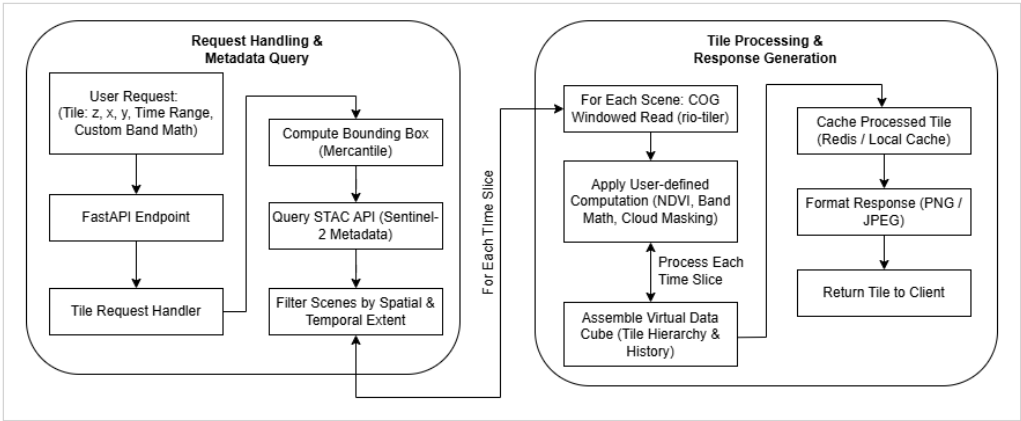 Request Handling &
Metadata Query
User Request:
(Tile: z, x, y, Time Range,
Custom Band Math)
FastAPI Endpoint
Tile Request Handler
Compute Bounding Box
(Mercantile)
Query STAC API (Sentinel-
2 Metadata)
Filter Scenes by Spatial &
Temporal Extent
For Each TIme Slice
Tile Processing &
Response Generation
For Each Scene: COG
Windowed Read (rio-tiler)
Apply User-defined
Computation (NDVI, Band
Math, Cloud Masking)
Process Each
Time Slice
Assemble Virtual Data
Cube (Tile Hierarchy &
History)
Cache Processed Tile
(Redis / Local Cache)
Format Response (PNG /
JPEG)
Return Tile to Client